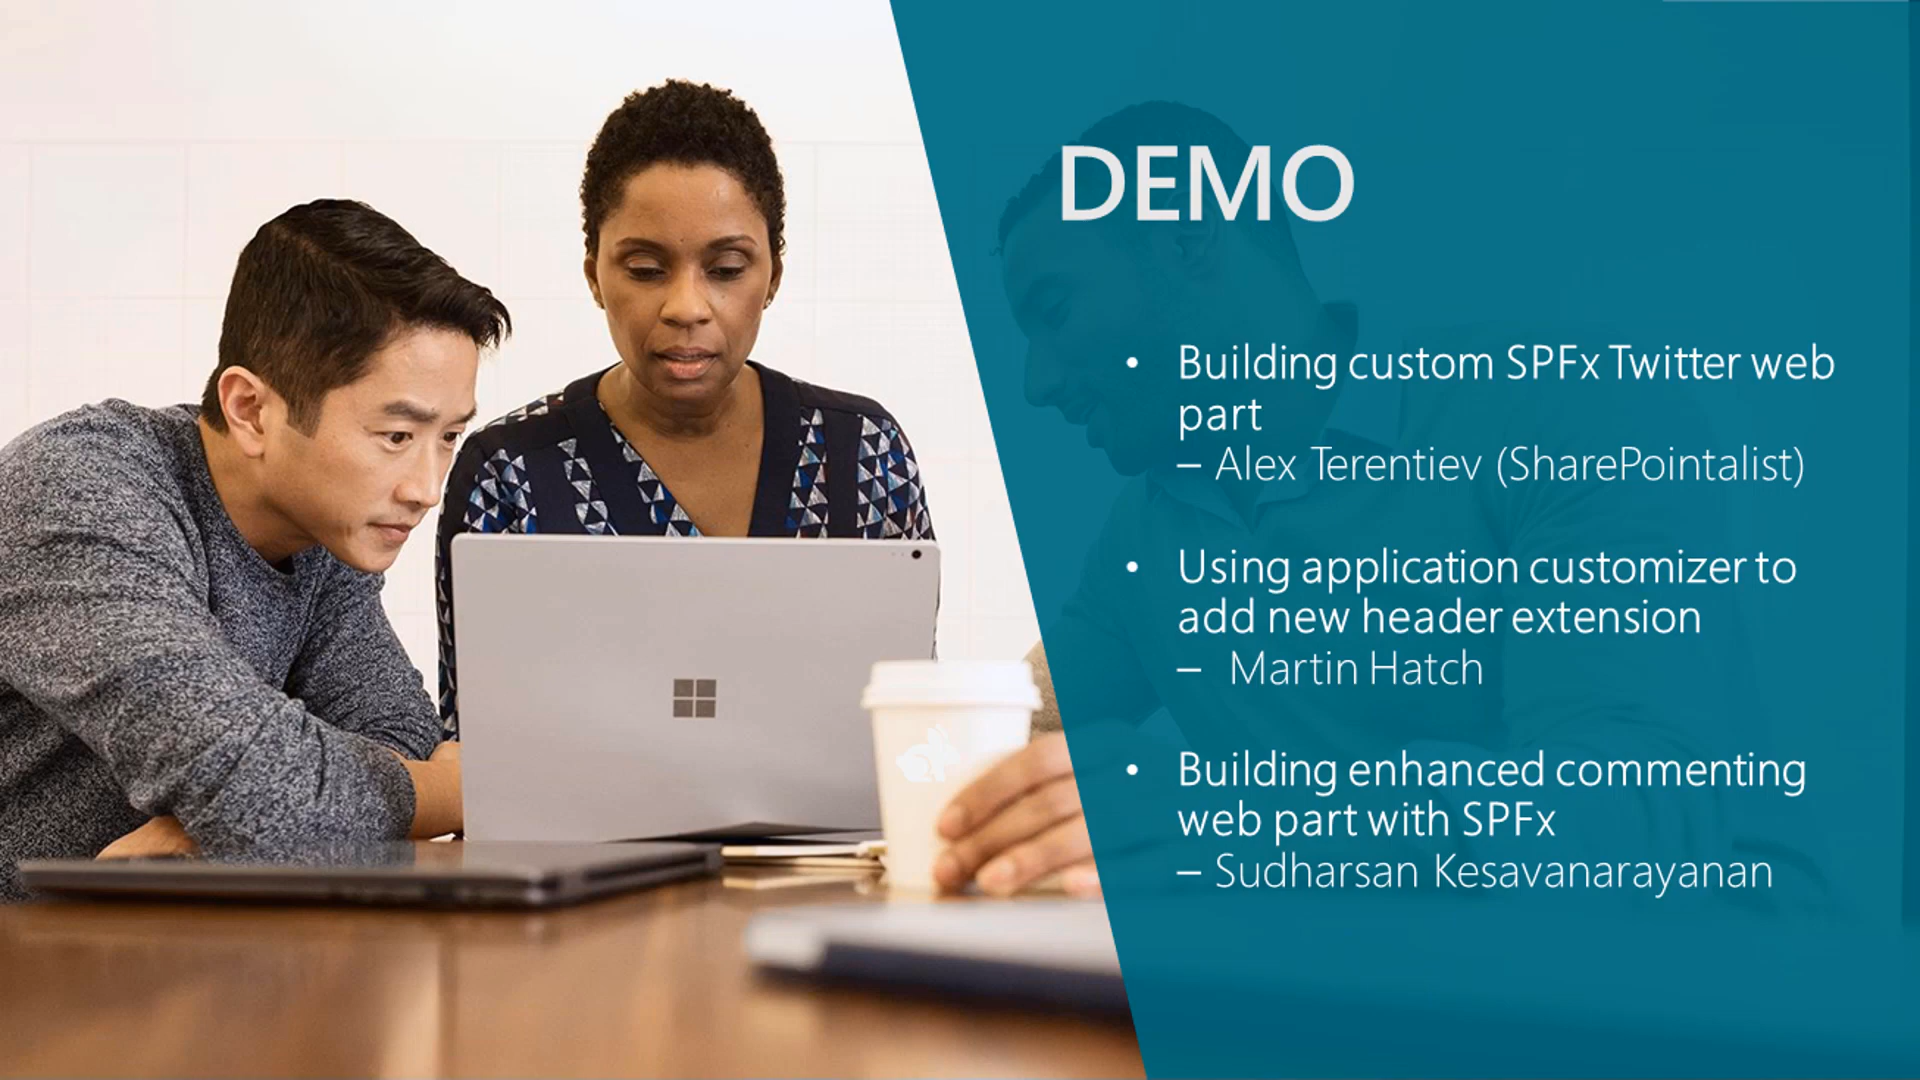 DEMO
• Building custom SPFx Twitter web
part
– Alex Terentiev (SharePointalist)
• Using application customizer to
add new header extension
– Martin Hatch
• Building enhanced commenting
web part with SPFx
– Sudharsan Kesavanarayanan